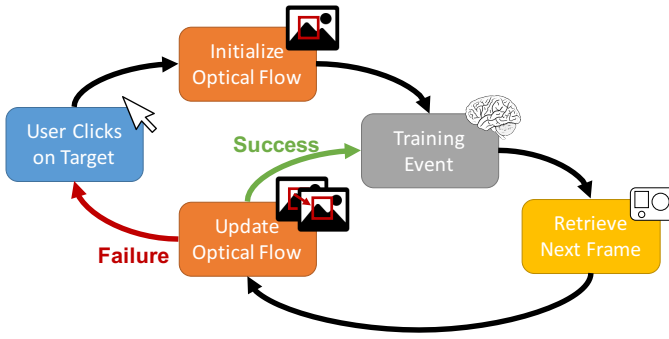 Initialize
Optical Flow
User Clicks
on Target
Success
Training
Event
Update
Optical Flow
Failure
Retrieve
Next Frame